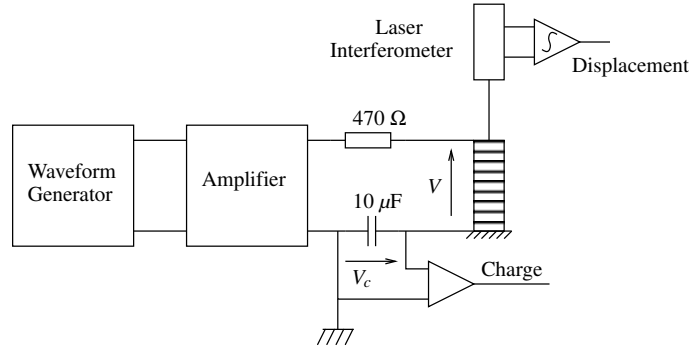 Laser
Interferometer
∫
Displacement
470 Ω
Waveform
Generator
Amplifier
V
10 μF
Charge
V_c